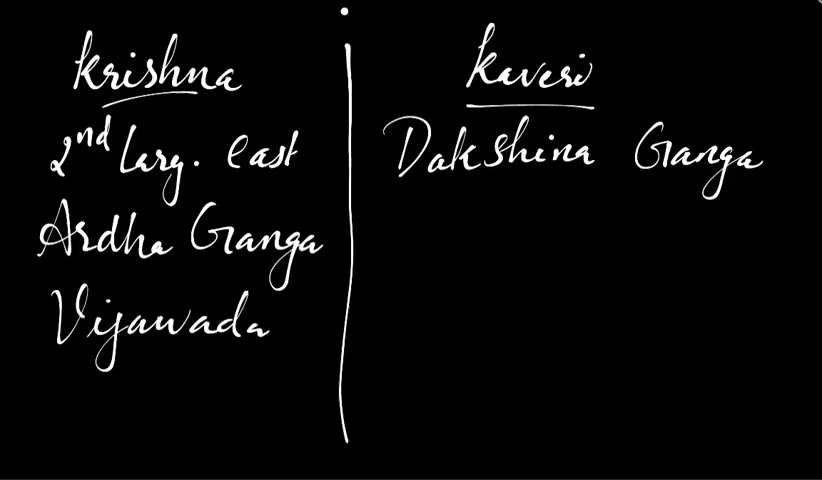 Krishna
2nd Larg. East
Ardha Ganga
Vijawada
Kaveri
Dakshina Ganga